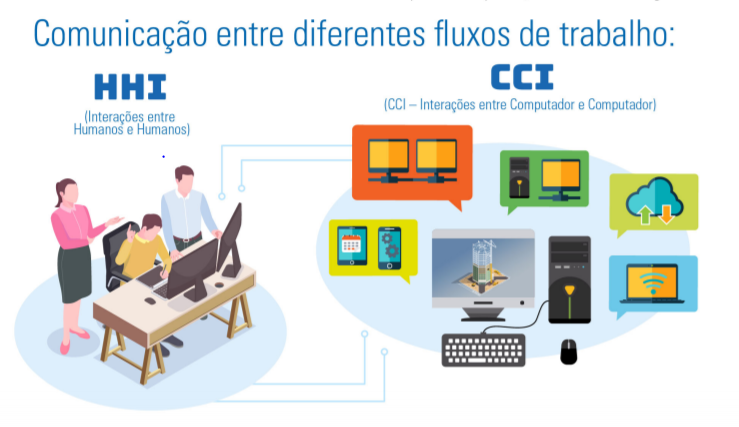 Comunicação entre diferentes fluxos de trabalho:
HHI
(Interações entre
Humanos e Humanos)
CCI
(CCI – Interações entre Computador e Computador)